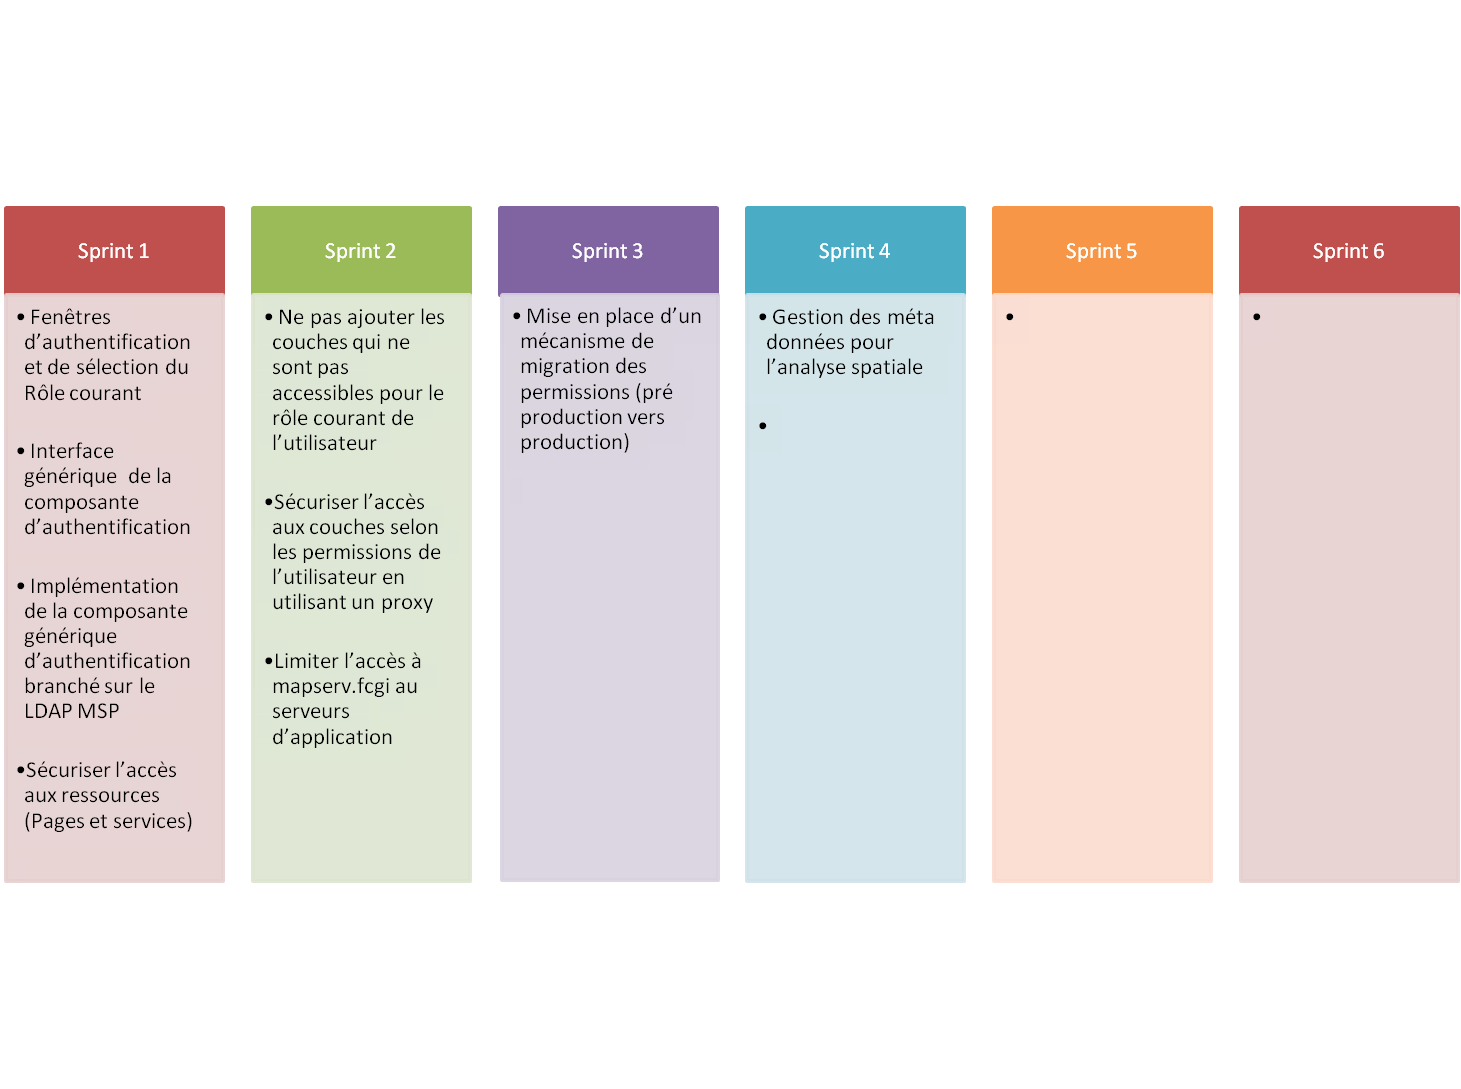 Sprint 1
• Fenêtres
d’authentification
et de sélection du
Rôle courant
• Interface
générique  de la
composante
d’authentification
• Implémentation
de la composante
générique
d’authentification
branché sur le
LDAP MSP
•Sécuriser l’accès
aux ressources
(Pages et services)
Sprint 2
• Ne pas ajouter les
couches qui ne
sont pas
accessibles pour le
rôle courant de
l’utilisateur
•Sécuriser l’accès
aux couches selon
les permissions de
l’utilisateur en
utilisant un proxy
•Limiter l’accès à
mapserv.fcgi au
serveurs
d’application
Sprint 3
• Mise en place d’un
mécanisme de
migration des
permissions (pré
production vers
production)
Sprint 4
• Gestion des méta
données pour
l’analyse spatiale
•
Sprint 5
•
Sprint 6
•